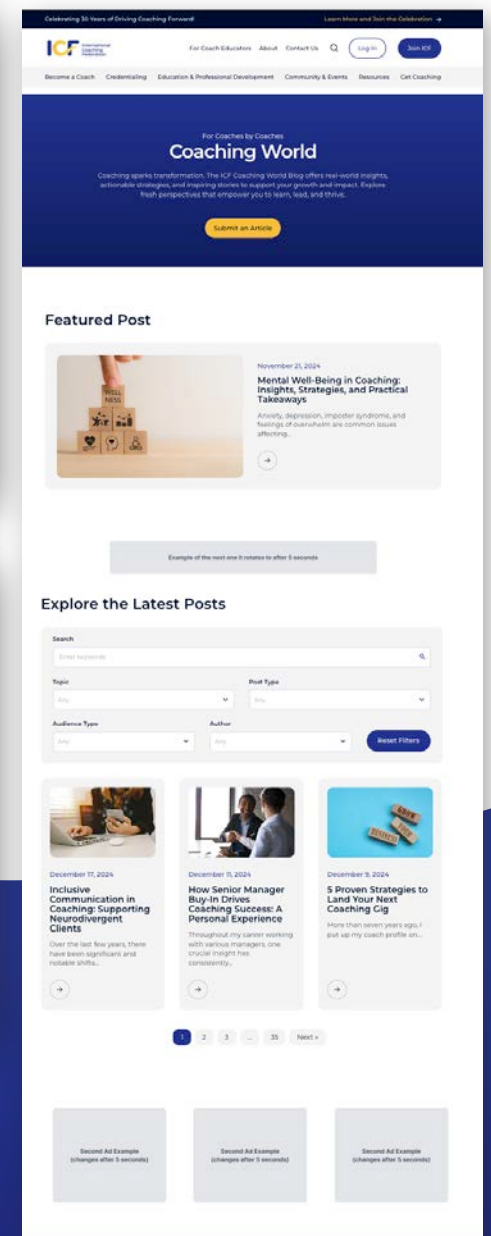 Celebrating 30 Years of Driving Coaching Forward!
Learn More and Join the Celebration →
ICF International Coaching Federation
For Coach Educators About Contact Us Log In Join ICF
Become a Coach Credentialing Education & Professional Development Community & Events Resources Get Coaching
For Coaches by Coaches
Coaching World
Coaching sparks transformation. The ICF Coaching World Blog offers real-world insights,
actionable strategies, and inspiring stories to support your growth and impact. Explore
fresh perspectives that empower you to learn, lead, and thrive.
Submit an Article
Featured Post
WELL
NESS
November 21, 2024
Mental Well-Being in Coaching:
Insights, Strategies, and Practical
Takeaways
Anxiety, depression, imposter syndrome, and
feelings of overwhelm are common issues
affecting...
Example of the next one it rotates to after 5 seconds
Explore the Latest Posts
Search
Enter keywords
Topic
Post Type
Any
Any
Audience Type
Author
Any
Any
Reset Filters
GROW
YOUR
BUSINESS
December 17, 2024
Inclusive
Communication in
Coaching: Supporting
Neurodivergent
Clients
Over the last few years, there
have been significant and
notable shifts...
December 11, 2024
How Senior Manager
Buy-In Drives
Coaching Success: A
Personal Experience
Throughout my career working
with various managers, one
crucial insight has
consistently...
December 9, 2024
5 Proven Strategies to
Land Your Next
Coaching Gig
More than seven years ago, I
put up my coach profile on...
1 2 3 ... 35 Next »
Second Ad Example
(changes after 5 seconds)
Second Ad Example
(changes after 5 seconds)
Second Ad Example
(changes after 5 seconds)